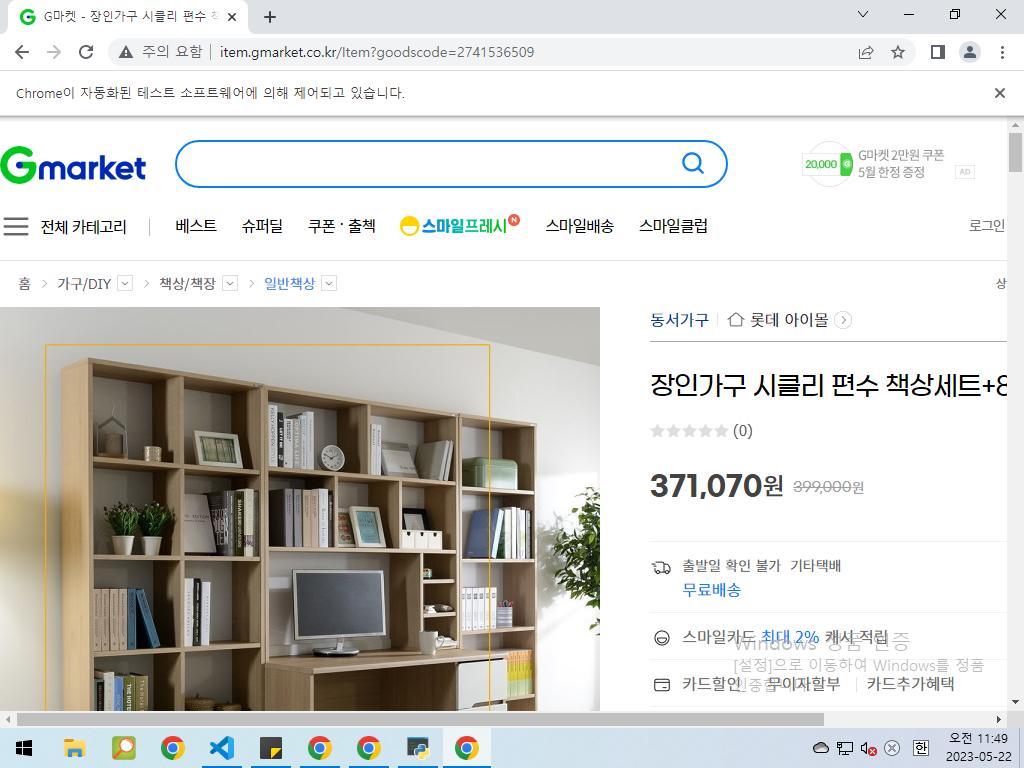 G마켓 - 장인가구 시클리 편수 책
주의 요함
item.gmarket.co.kr/Item?goodscode=2741536509
Chrome이 자동화된 테스트 소프트웨어에 의해 제어되고 있습니다.
Gmarket
20,000
G마켓 2만원 쿠폰
5월 한정 증정
AD
전체 카테고리
베스트
슈퍼딜
쿠폰 · 출첵
스마일프레시
N
스마일배송
스마일클럽
로그인
홈 > 가구/DIY > 책상/책장 > 일반책상
상
동서가구
롯데 아이몰
장인가구 시클리 편수 책상세트+8
(0)
371,070원 399,000원
출발일 확인 불가 기타택배
무료배송
스마일카드 최대 2% 캐시 적립
Windows 정품 인증
[설정]으로 이동하여 Windows를 정품
카드할인 무이자할부 카드추가혜택
한
오전 11:49
2023-05-22